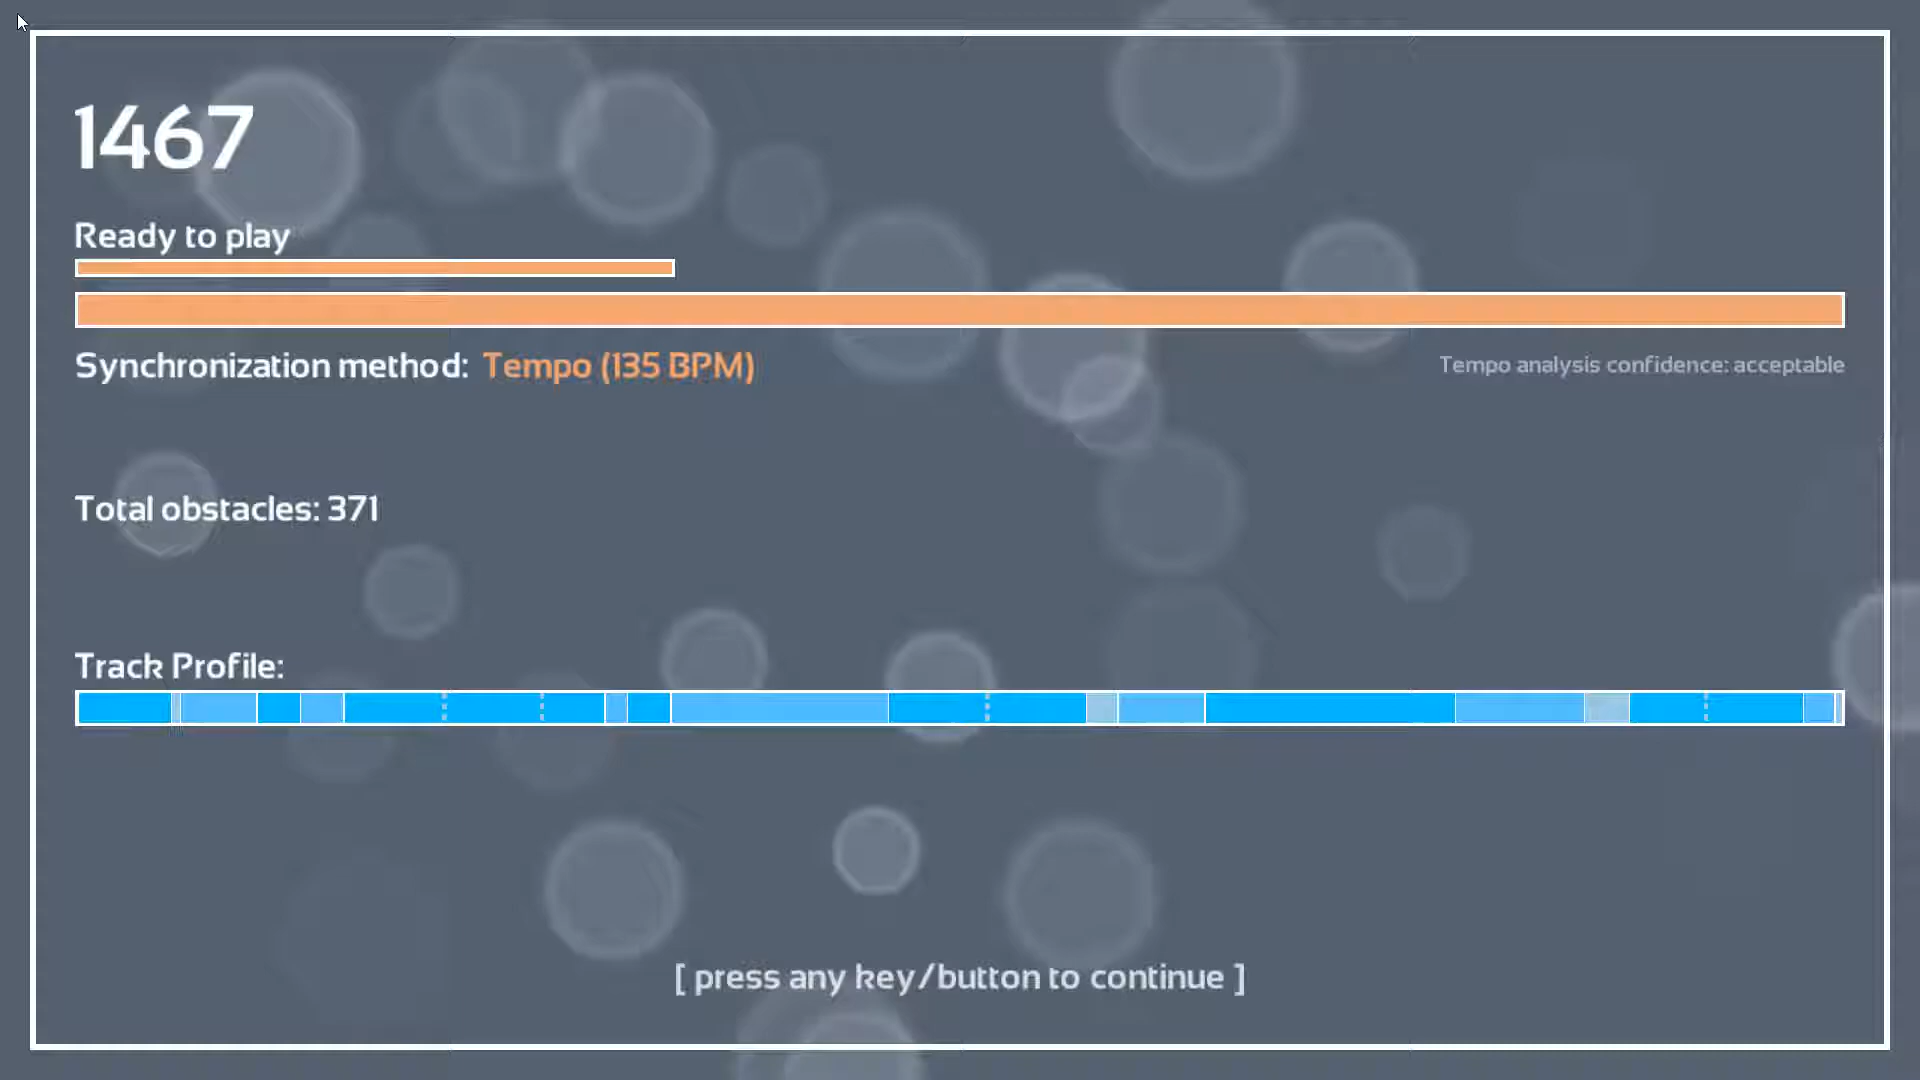 1467
Ready to play
Synchronization method: Tempo (135 BPM)
Tempo analysis confidence: acceptable
Total obstacles: 371
Track Profile:
[ press any key/button to continue ]